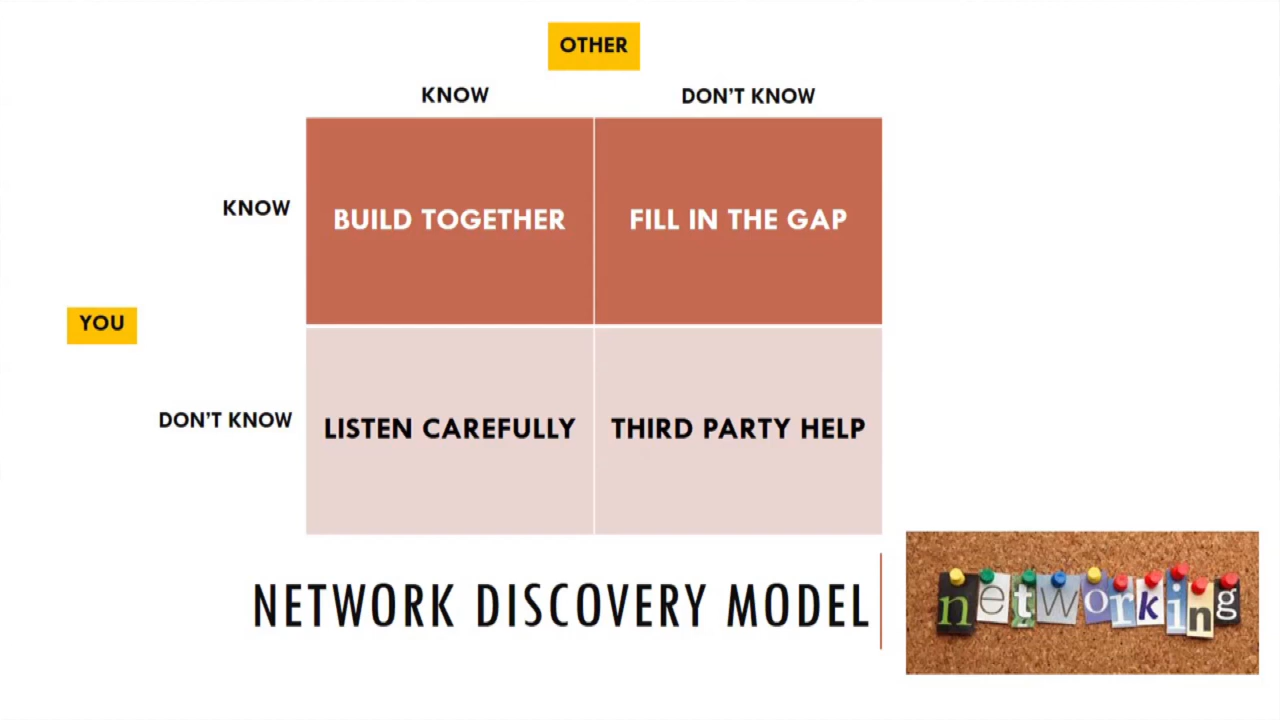 OTHER
KNOW DON'T KNOW
KNOW
BUILD TOGETHER FILL IN THE GAP
YOU
DON'T KNOW
LISTEN CAREFULLY THIRD PARTY HELP
NETWORK DISCOVERY MODEL
networking